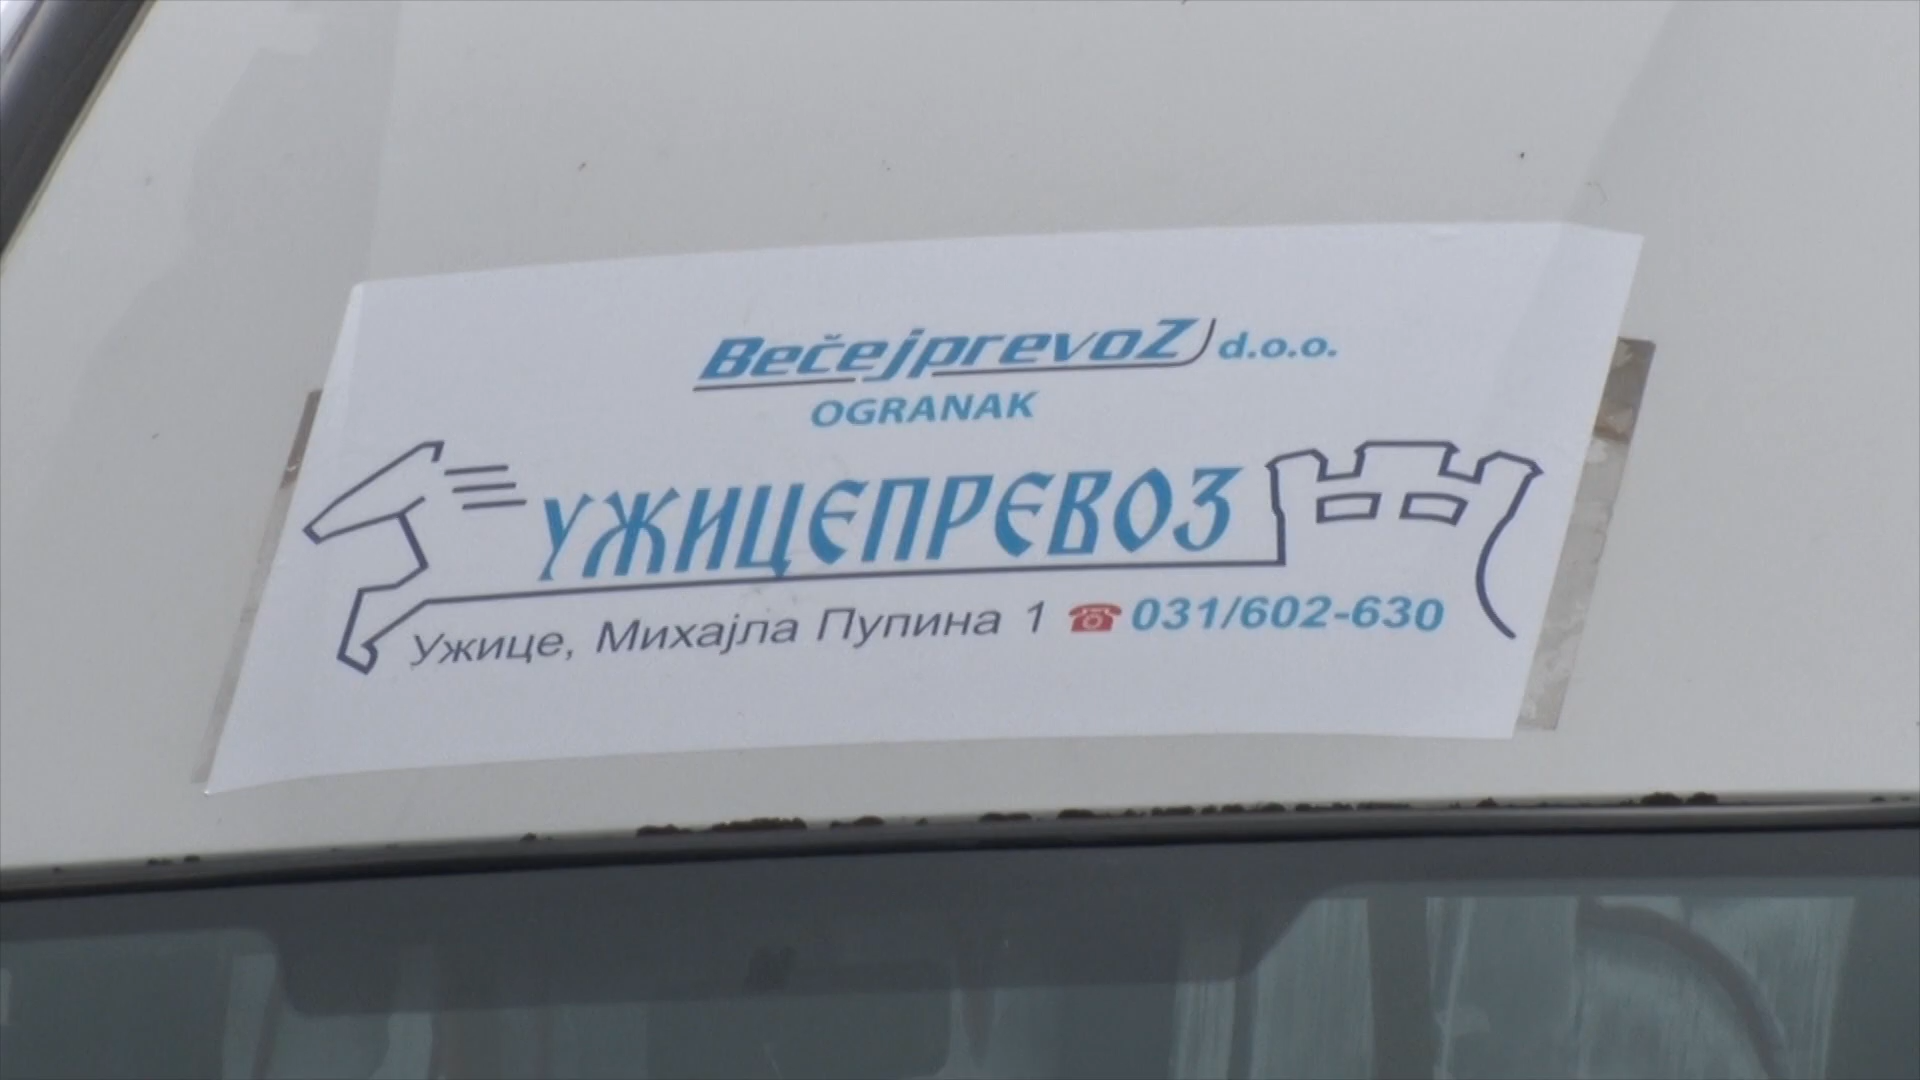 BečejprevoZ d.o.o.
OGRANAK
УЖИЦЕПРЕВОЗ
Ужице, Михајла Пупина 1 ☎ 031/602-630